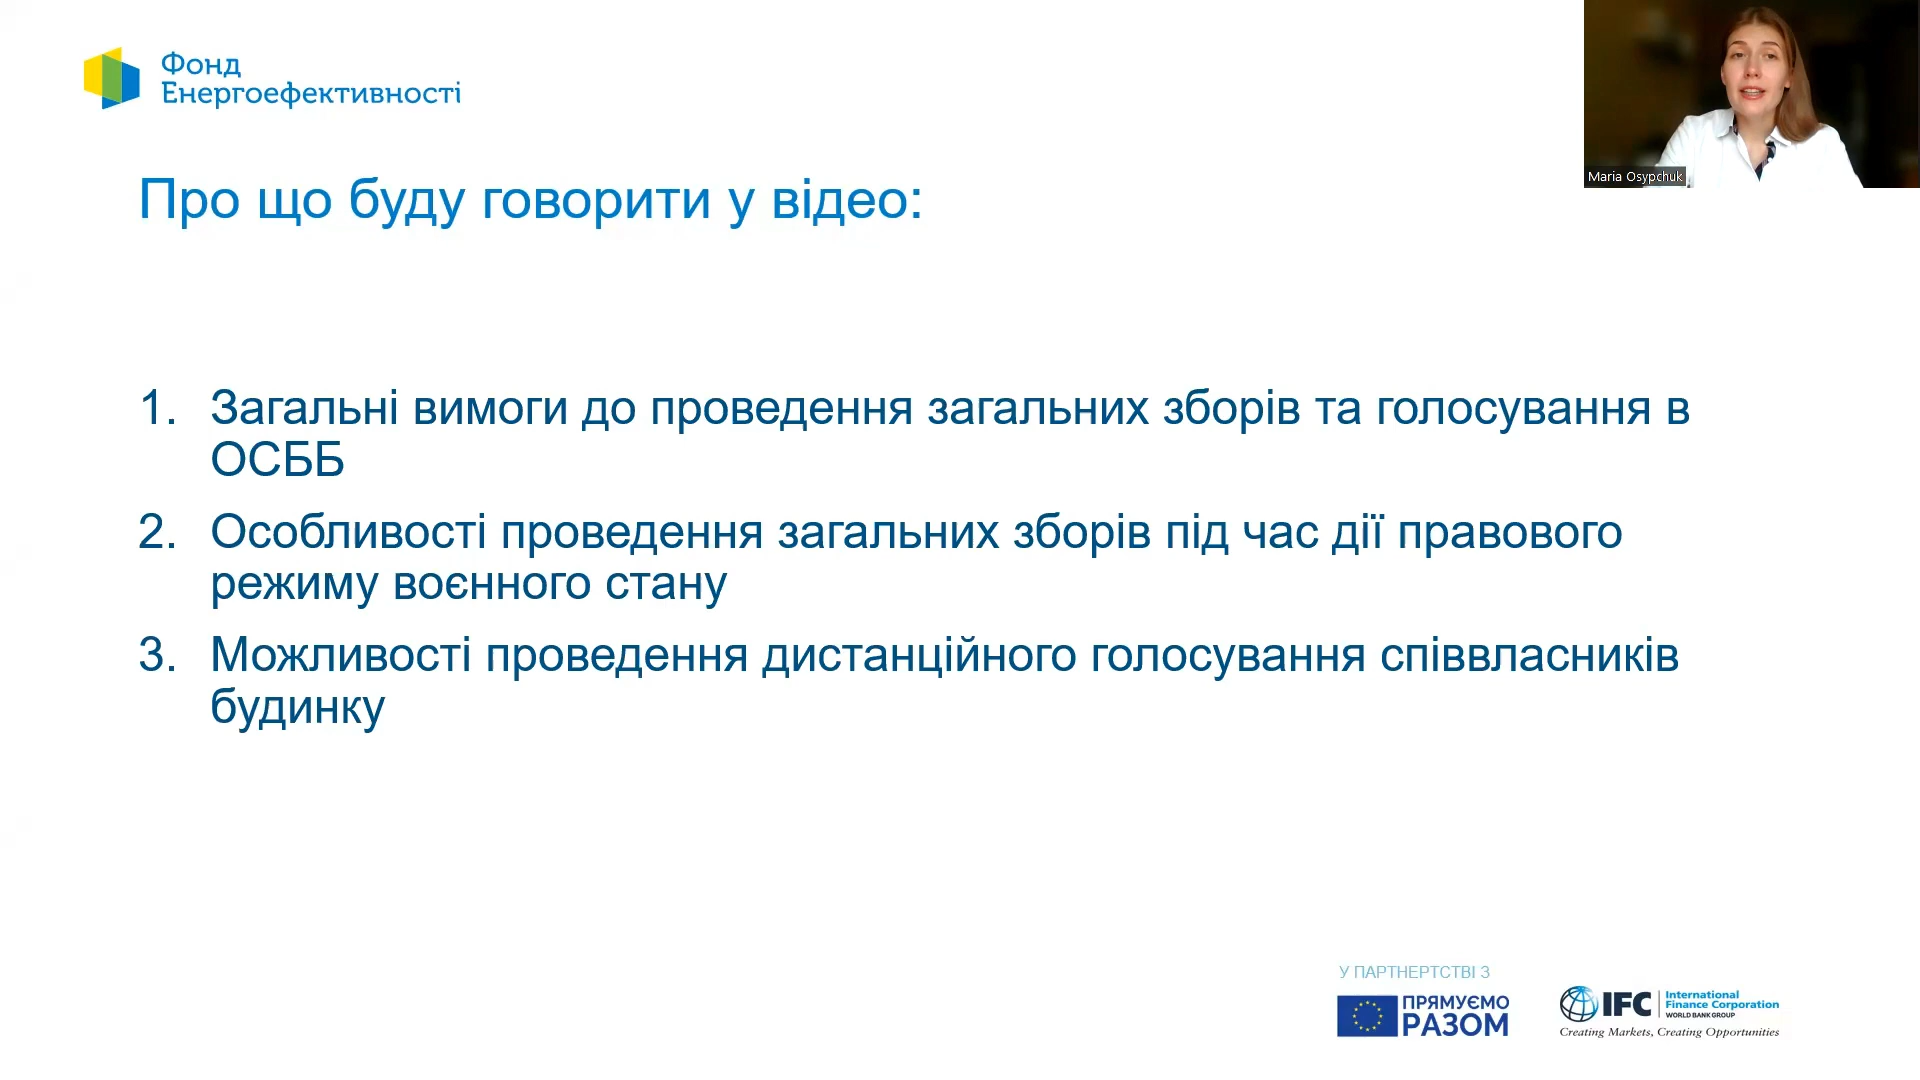 Фонд
Енергоефективності
Maria Osypchuk
Про що буду говорити у відео:
1. Загальні вимоги до проведення загальних зборів та голосування в
ОСББ
2. Особливості проведення загальних зборів під час дії правового
режиму воєнного стану
3. Можливості проведення дистанційного голосування співвласників
будинку
У ПАРТНЕРТСТВІ З
ПРЯМУЄМО
РАЗОМ
IFC
International
Finance Corporation
WORLD BANK GROUP
Creating Markets, Creating Opportunities